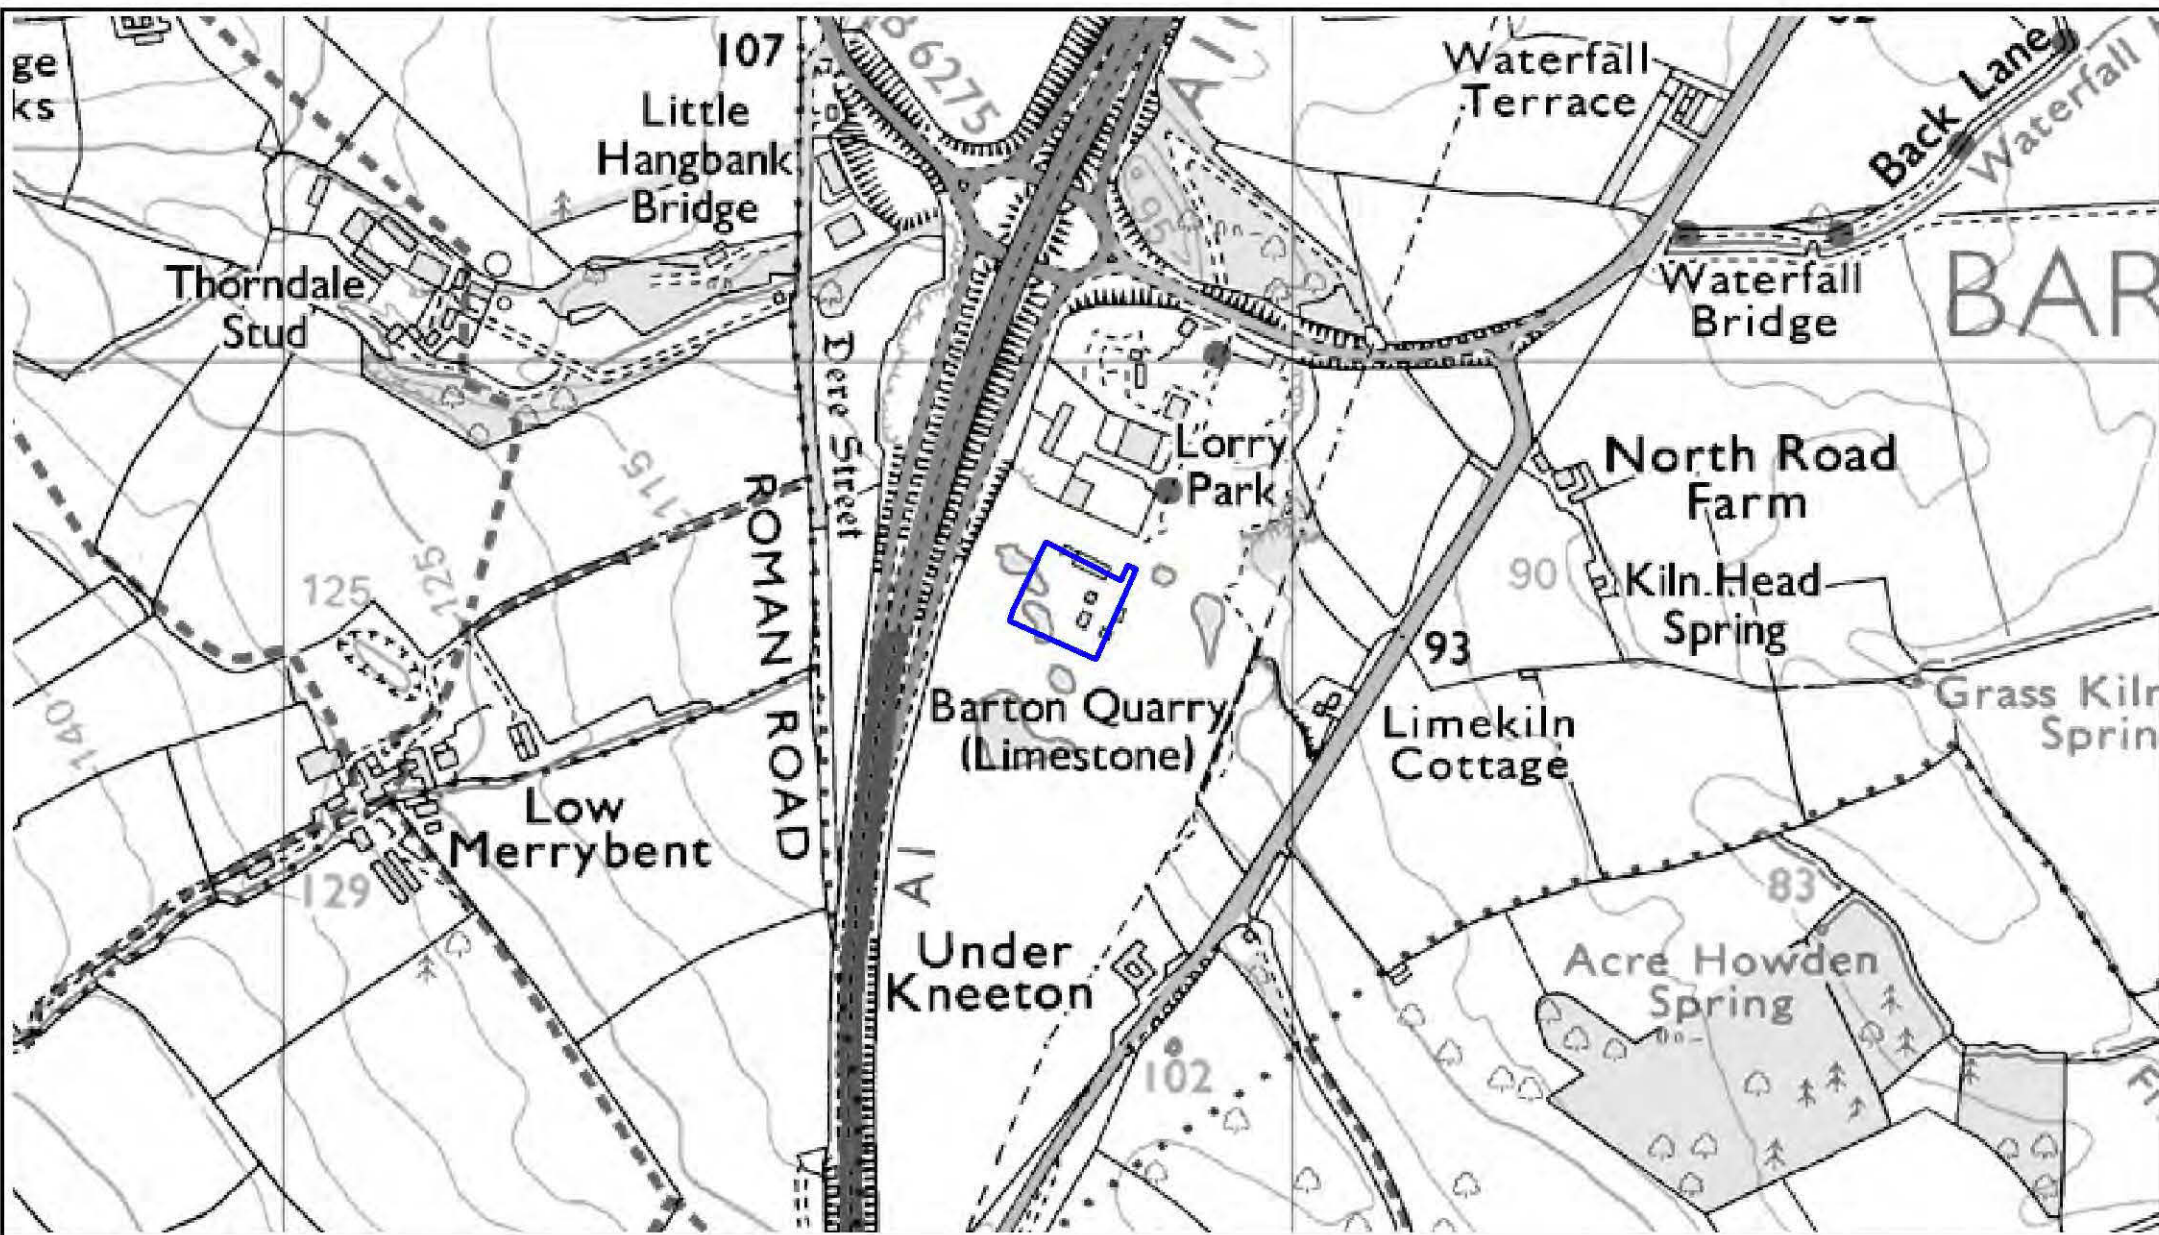 107
ge
ks
Little
Hangbank
Bridge
B6275
Waterfall
Terrace
Back Lane
Waterfall
95
Thorndale
Stud
Waterfall
Bridge
BAR
Dere Street
115
Lorry
Park
North Road
Farm
ROMAN ROAD
125
125
90
Kiln Head
Spring
93
140
Barton Quarry
(Limestone)
Limekiln
Cottage
Grass Kiln
Sprin
Low
Merrybent
129
A1
83
Under
Kneeton
Acre Howden
Spring
102